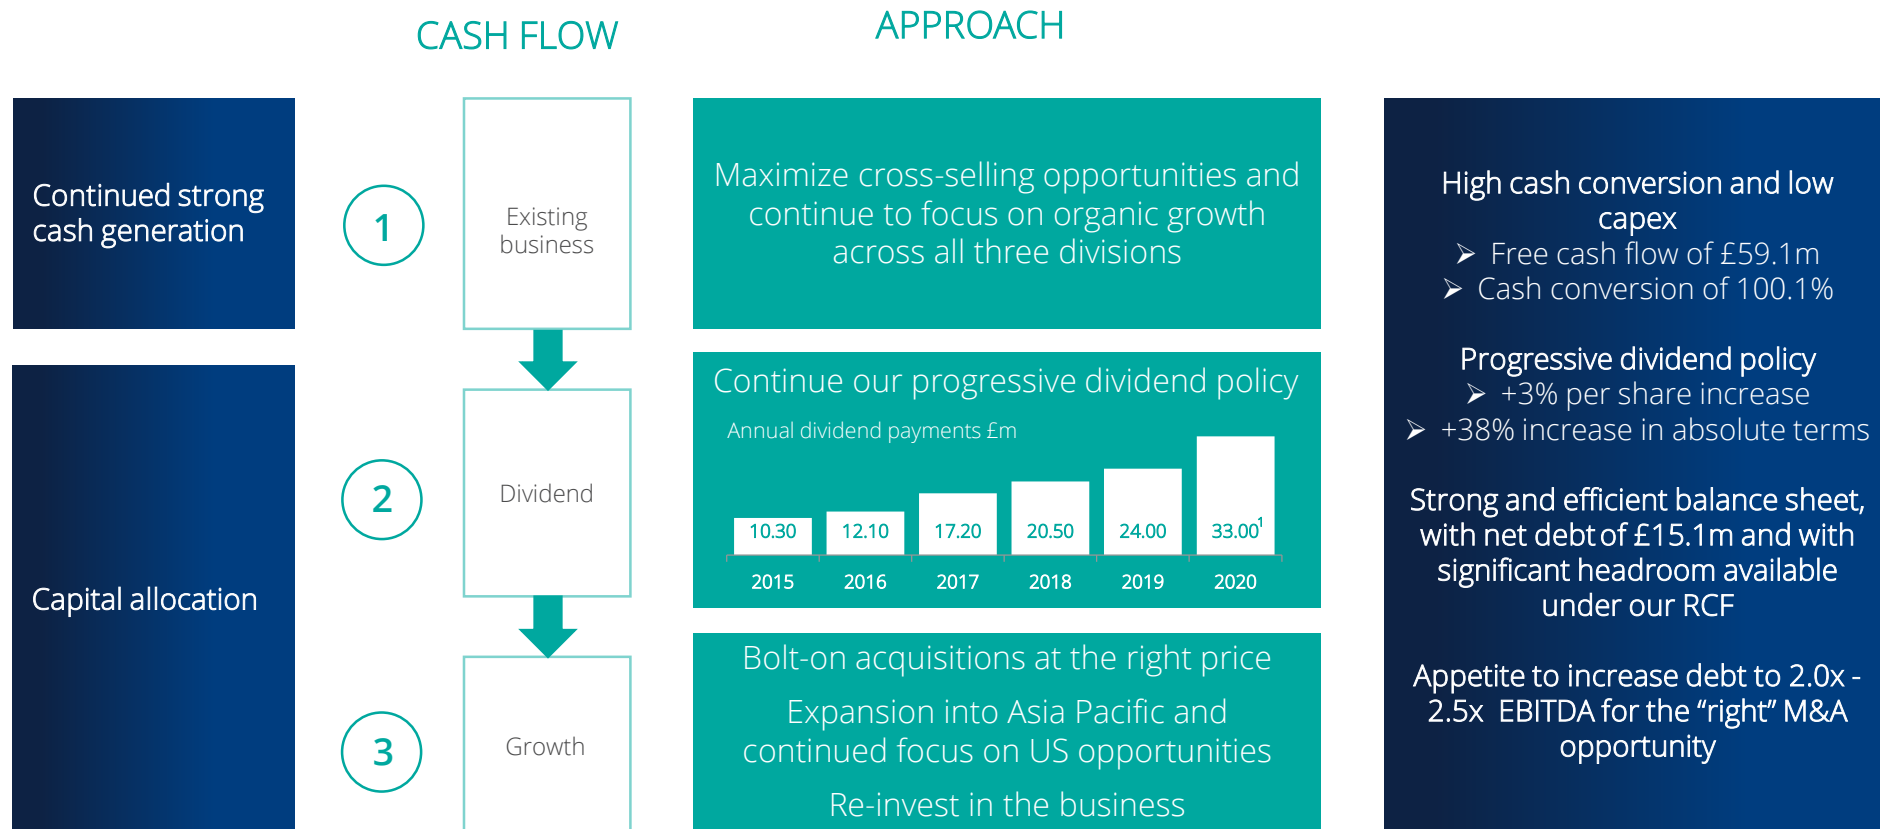 CASH FLOW
APPROACH
Continued strong
cash generation
1
Existing
business
Maximize cross-selling opportunities and
continue to focus on organic growth
across all three divisions
Capital allocation
2
Dividend
Continue our progressive dividend policy
Annual dividend payments £m
10.30 12.10 17.20 20.50 24.00 33.00¹
2015 2016 2017 2018 2019 2020
3
Growth
Bolt-on acquisitions at the right price
Expansion into Asia Pacific and
continued focus on US opportunities
Re-invest in the business
High cash conversion and low
capex
➢ Free cash flow of £59.1m
➢ Cash conversion of 100.1%
Progressive dividend policy
➢ +3% per share increase
➢ +38% increase in absolute terms
Strong and efficient balance sheet,
with net debt of £15.1m and with
significant headroom available
under our RCF
Appetite to increase debt to 2.0x -
2.5x EBITDA for the “right” M&A
opportunity